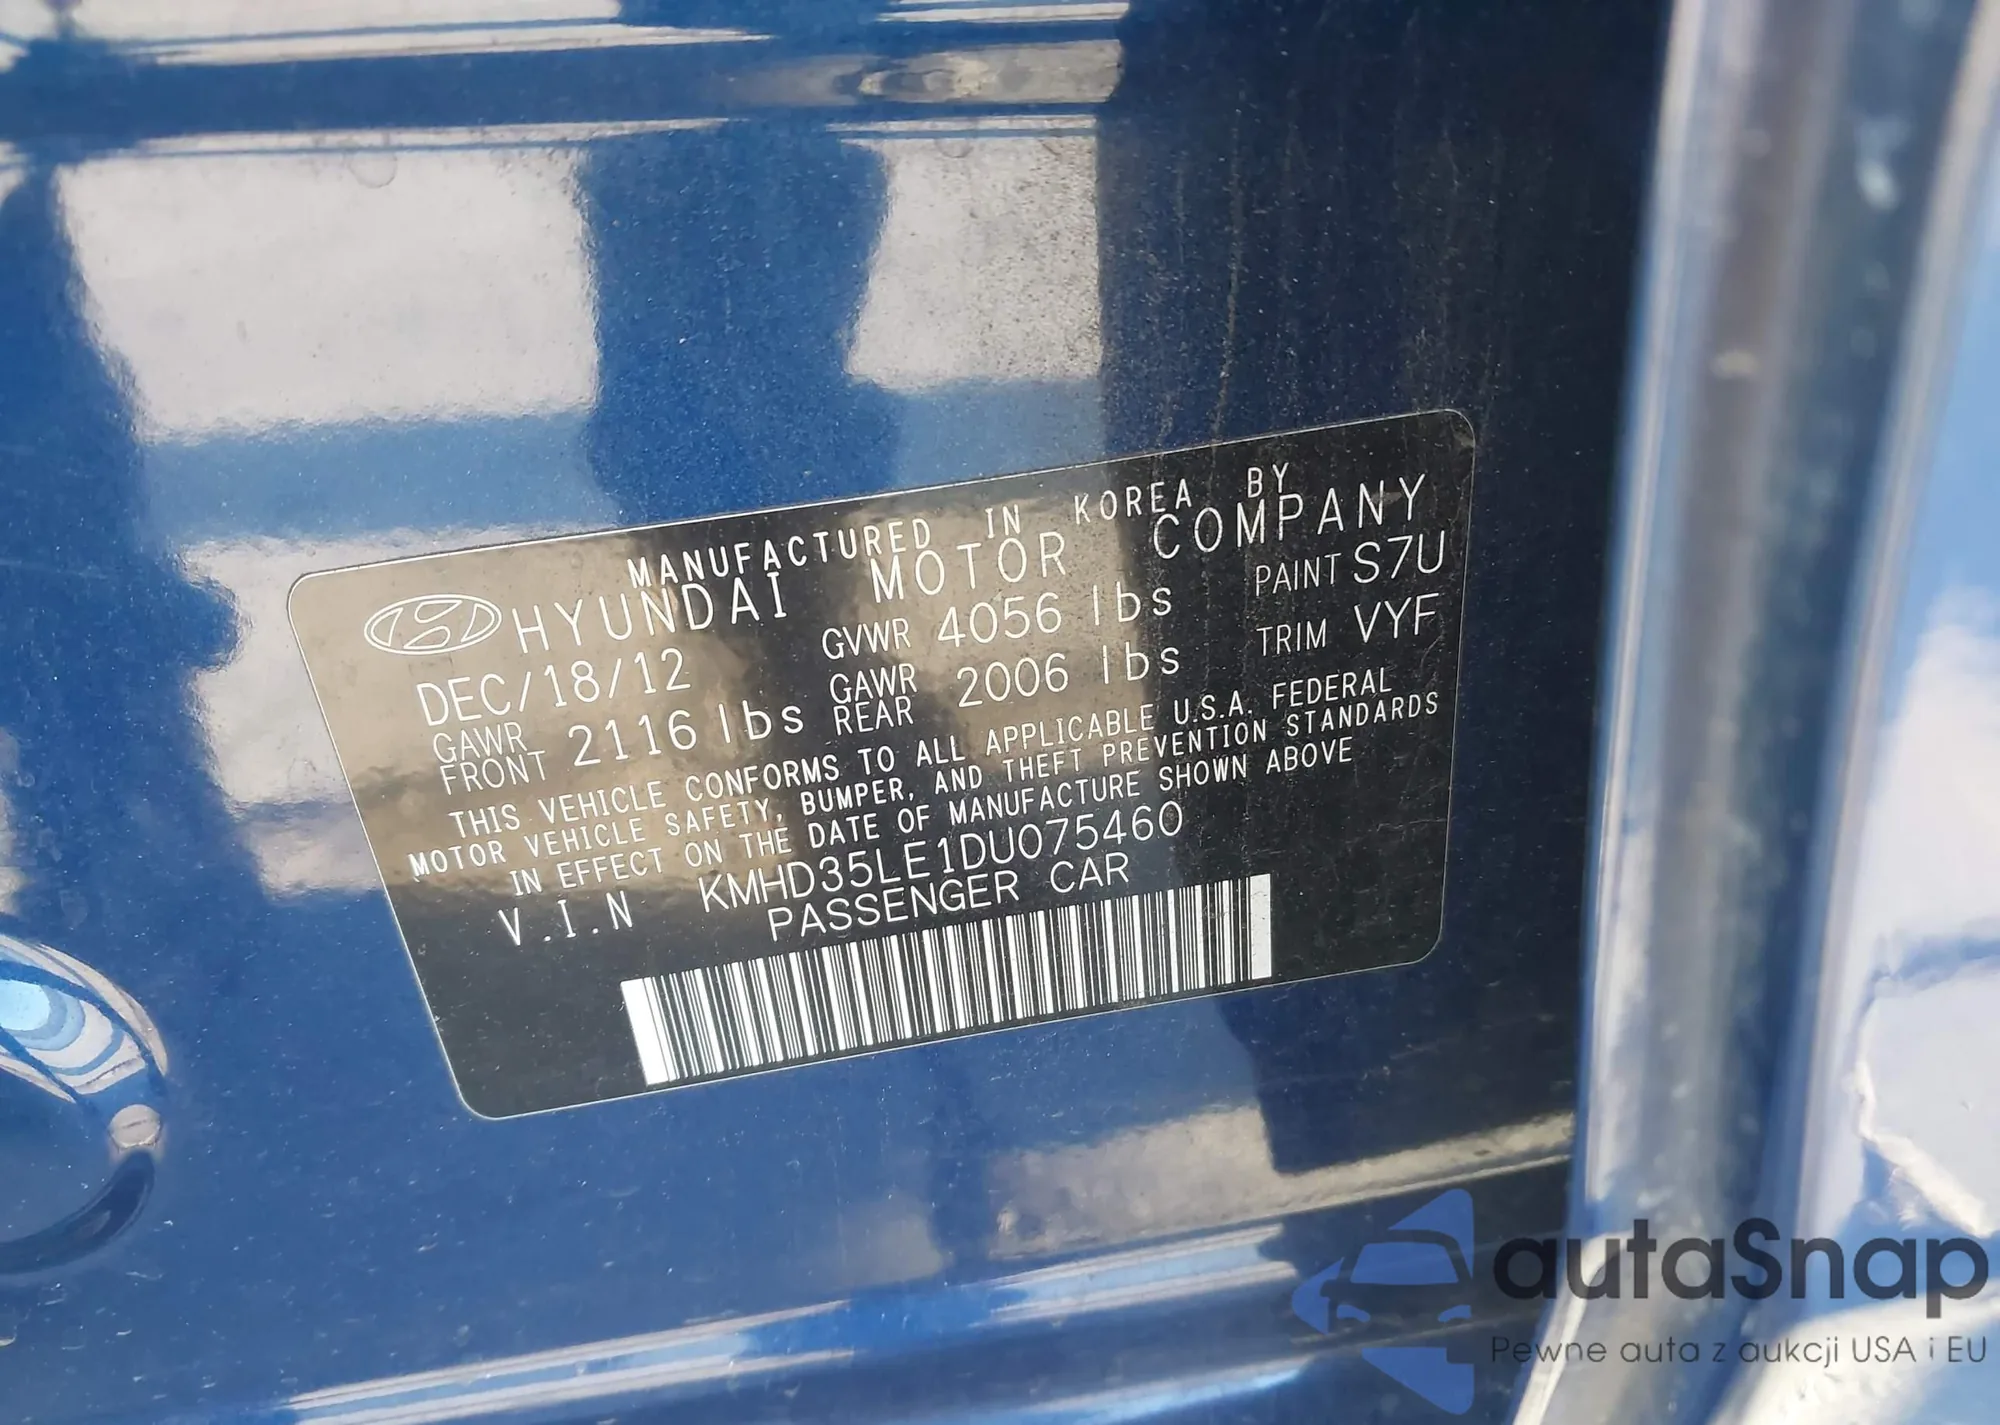 MANUFACTURED IN KOREA BY
HYUNDAI MOTOR COMPANY
DEC/18/12 GVWR 4056 lbs PAINT S7U
GAWR FRONT 2116 lbs GAWR REAR 2006 lbs TRIM VYF
THIS VEHICLE CONFORMS TO ALL APPLICABLE U.S.A. FEDERAL
MOTOR VEHICLE SAFETY, BUMPER, AND THEFT PREVENTION STANDARDS
IN EFFECT ON THE DATE OF MANUFACTURE SHOWN ABOVE
V.I.N KMHD35LE1DU075460
PASSENGER CAR
autaSnap
Pewne auta z aukcji USA i EU